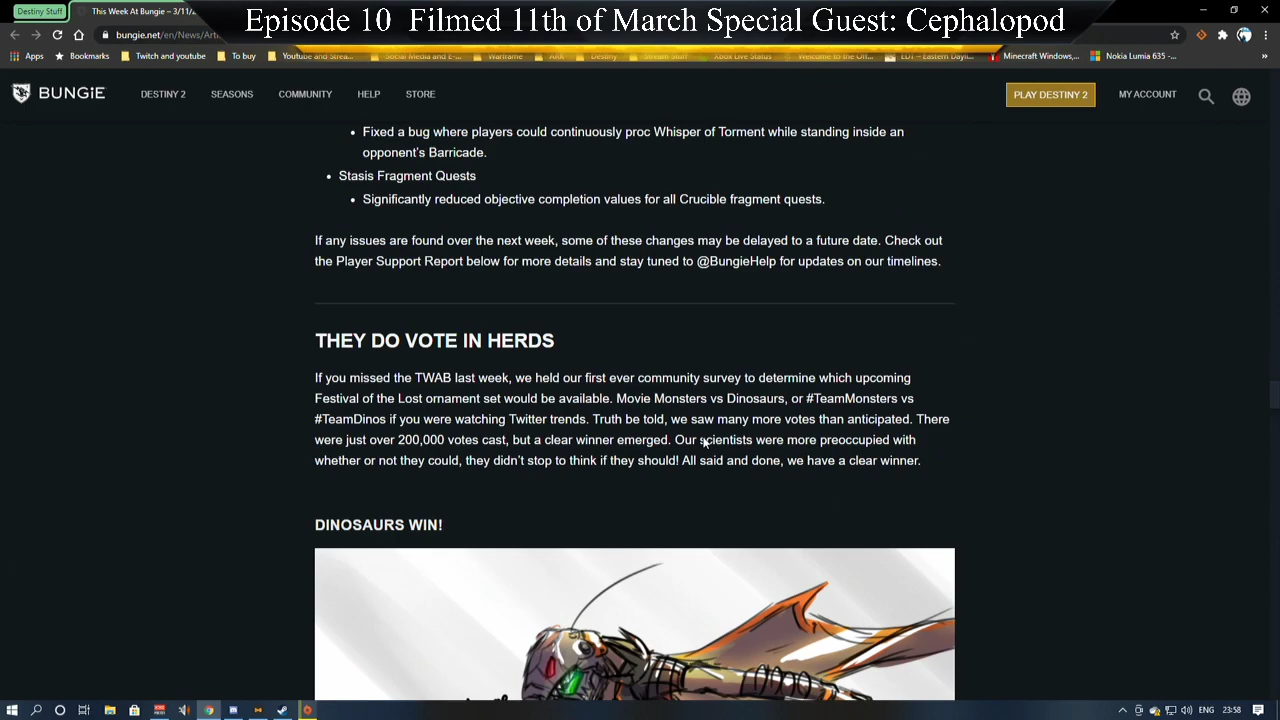 Episode 10 Filmed 11th of March Special Guest: Cephalopod
Destiny Stuff
This Week At Bungie – 3/11/2
bungie.net/en/News/Arti
Apps Bookmarks Twitch and youtube To buy Youtube and Strea... Social Media and E-... Warframe Destiny Stream Stuff Xbox Live Status Welcome to the Off... EDT – Eastern Dayli... Minecraft Windows,... Nokia Lumia 635 -... »
BUNGiE DESTINY 2 SEASONS COMMUNITY HELP STORE PLAY DESTINY 2 MY ACCOUNT
• Fixed a bug where players could continuously proc Whisper of Torment while standing inside an
opponent's Barricade.
• Stasis Fragment Quests
• Significantly reduced objective completion values for all Crucible fragment quests.
If any issues are found over the next week, some of these changes may be delayed to a future date. Check out
the Player Support Report below for more details and stay tuned to @BungieHelp for updates on our timelines.
THEY DO VOTE IN HERDS
If you missed the TWAB last week, we held our first ever community survey to determine which upcoming
Festival of the Lost ornament set would be available. Movie Monsters vs Dinosaurs, or #TeamMonsters vs
#TeamDinos if you were watching Twitter trends. Truth be told, we saw many more votes than anticipated. There
were just over 200,000 votes cast, but a clear winner emerged. Our scientists were more preoccupied with
whether or not they could, they didn't stop to think if they should! All said and done, we have a clear winner.
DINOSAURS WIN!
ENG 23:58